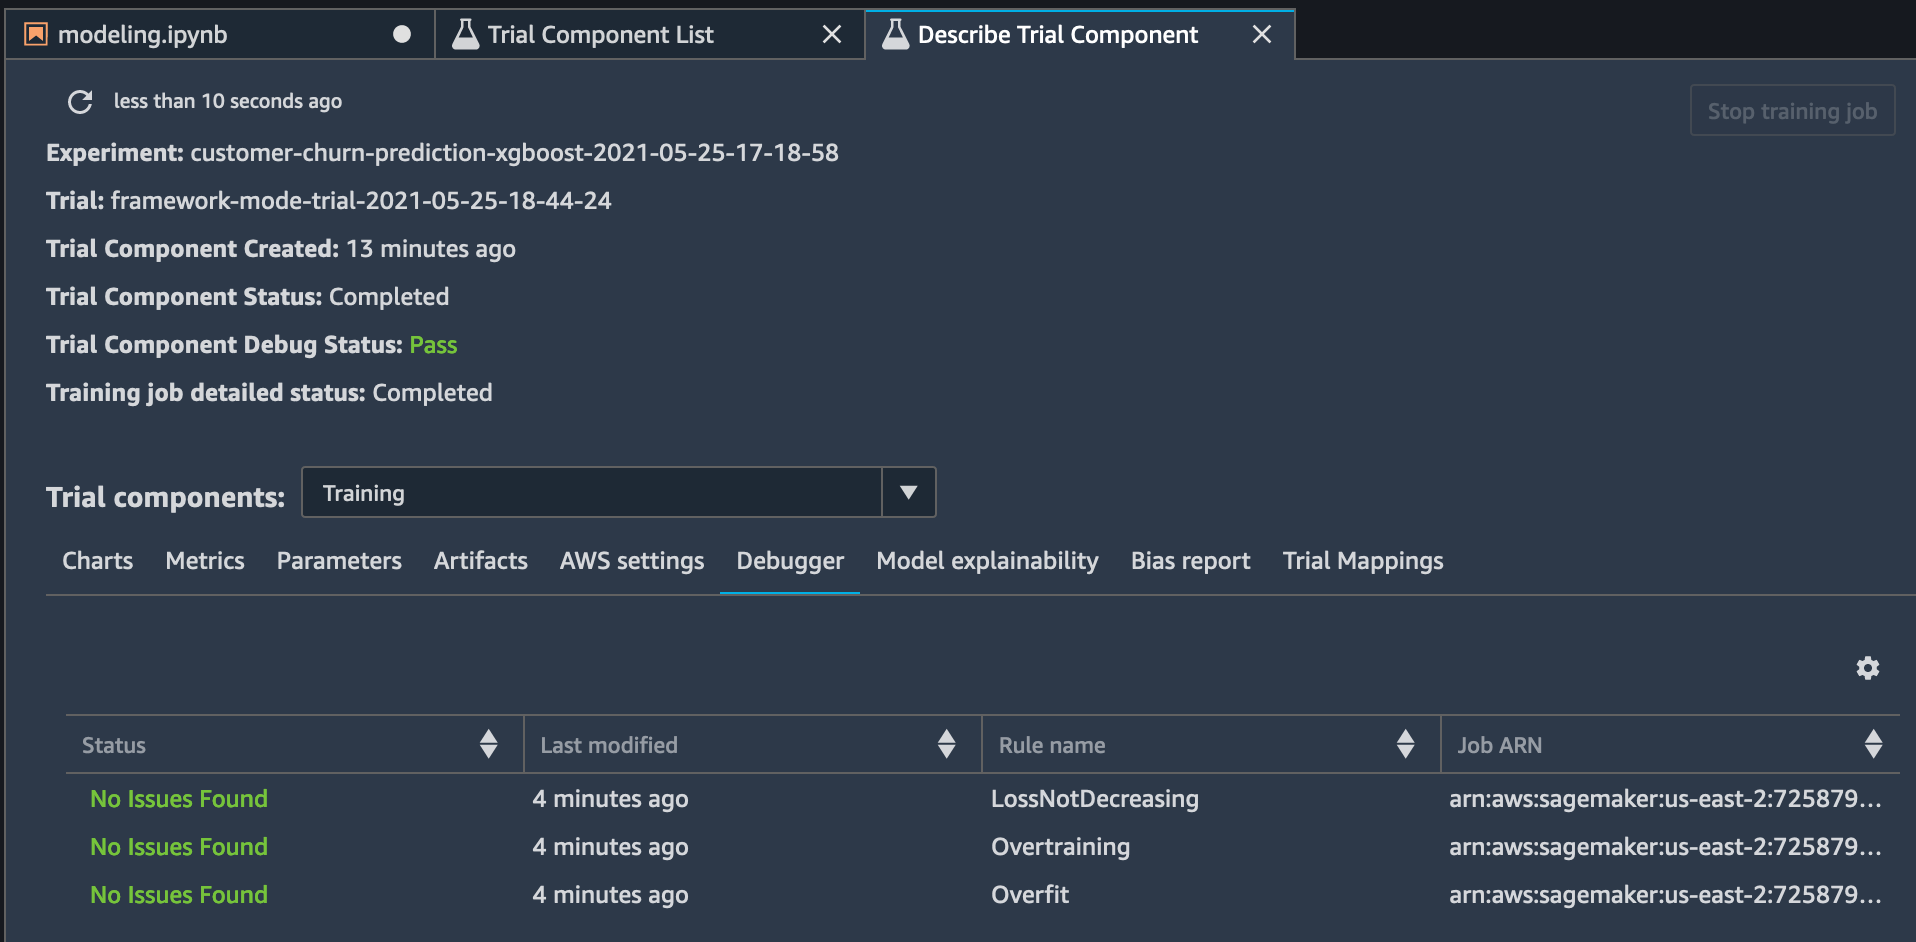 modeling.ipynb
Trial Component List
Describe Trial Component
less than 10 seconds ago
Stop training job
Experiment: customer-churn-prediction-xgboost-2021-05-25-17-18-58
Trial: framework-mode-trial-2021-05-25-18-44-24
Trial Component Created: 13 minutes ago
Trial Component Status: Completed
Trial Component Debug Status: Pass
Training job detailed status: Completed
Trial components: Training
Charts Metrics Parameters Artifacts AWS settings Debugger Model explainability Bias report Trial Mappings
Status Last modified Rule name Job ARN
No Issues Found 4 minutes ago LossNotDecreasing arn:aws:sagemaker:us-east-2:725879...
No Issues Found 4 minutes ago Overtraining arn:aws:sagemaker:us-east-2:725879...
No Issues Found 4 minutes ago Overfit arn:aws:sagemaker:us-east-2:725879...